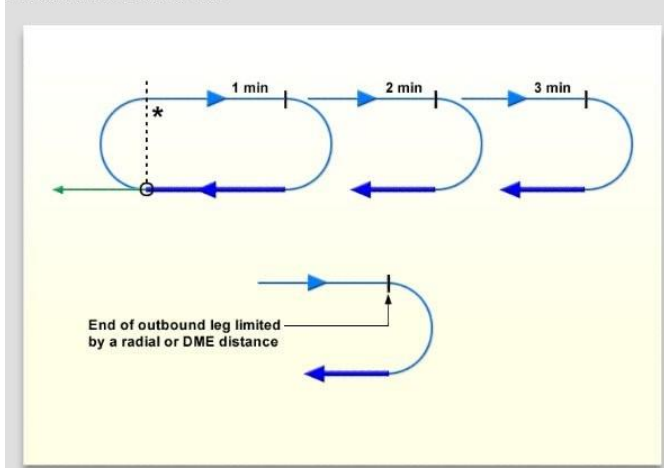 1 min
2 min
3 min
*
End of outbound leg limited
by a radial or DME distance